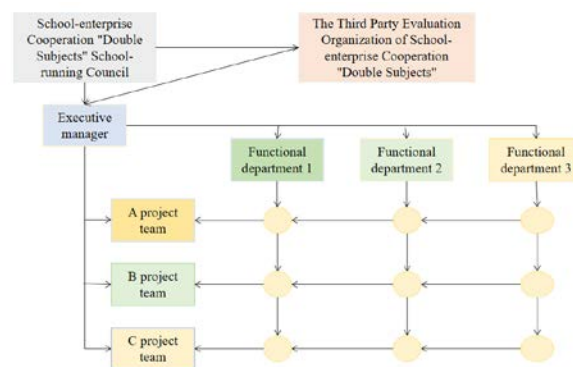 School-enterprise
Cooperation "Double
Subjects" School-
running Council
The Third Party Evaluation
Organization of School-
enterprise Cooperation
"Double Subjects"
Executive
manager
Functional
department 1
Functional
department 2
Functional
department 3
A project
team
B project
team
C project
team